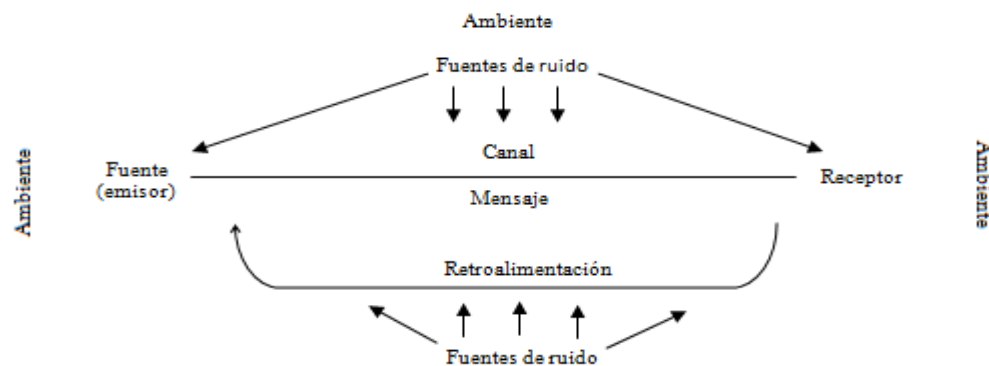 Ambiente
Fuentes de ruido
Canal
Ambiente
Fuente
(emisor)
Receptor
Ambiente
Mensaje
Retroalimentación
Fuentes de ruido